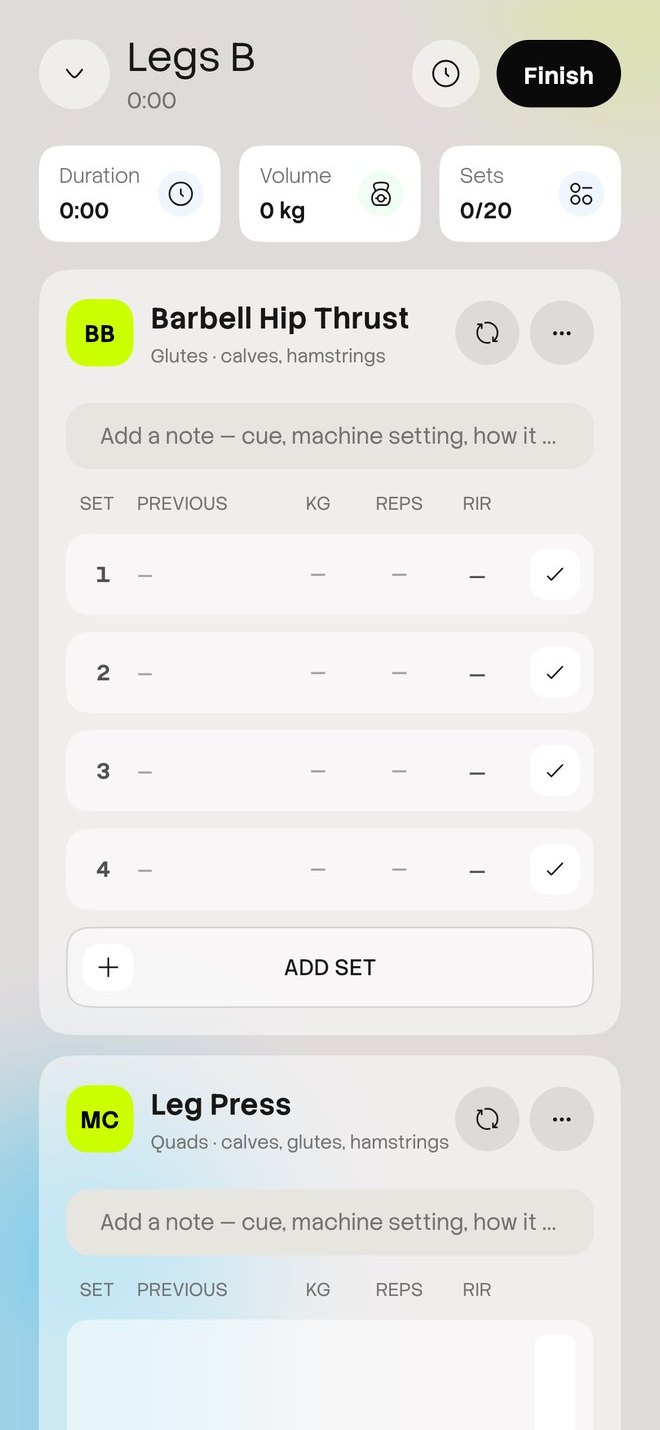 Legs B
0:00
Finish
Duration
0:00
Volume
0 kg
Sets
0/20
BB
Barbell Hip Thrust
Glutes · calves, hamstrings
Add a note — cue, machine setting, how it ...
SET PREVIOUS KG REPS RIR
1 — — — —
2 — — — —
3 — — — —
4 — — — —
ADD SET
MC
Leg Press
Quads · calves, glutes, hamstrings
Add a note — cue, machine setting, how it ...
SET PREVIOUS KG REPS RIR